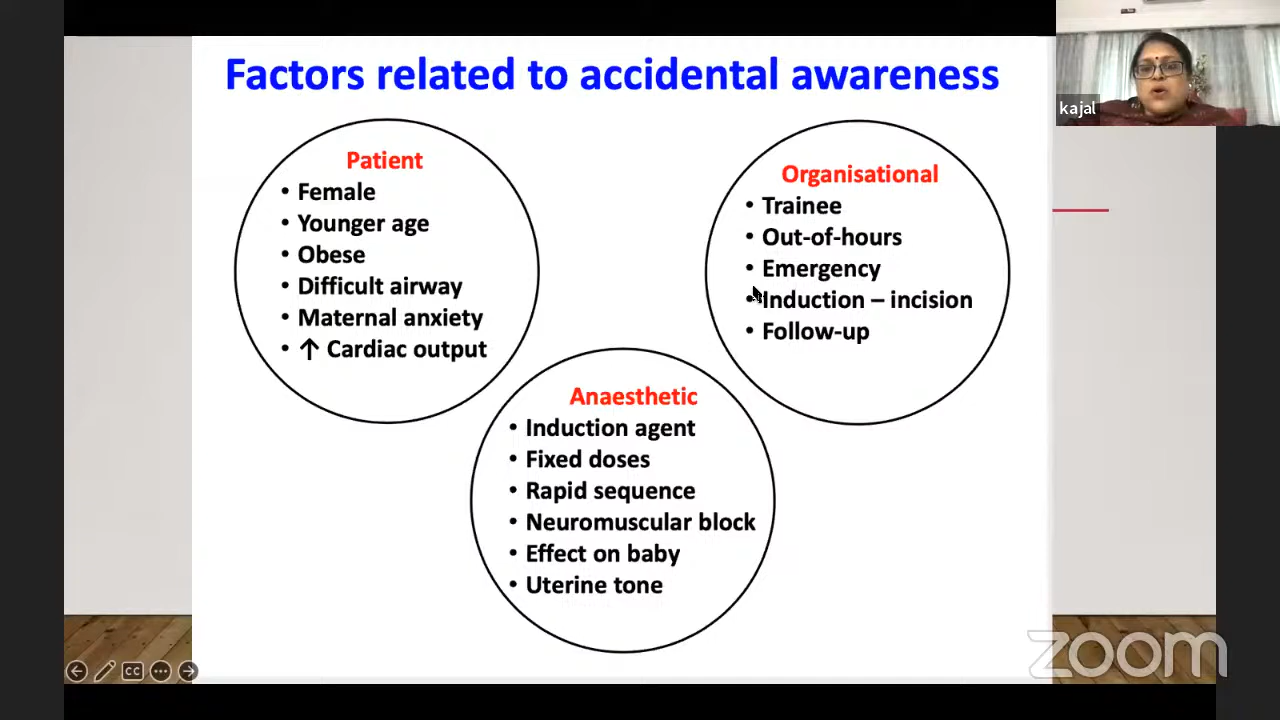 Factors related to accidental awareness
kajal
Patient
• Female
• Younger age
• Obese
• Difficult airway
• Maternal anxiety
• ↑ Cardiac output
Organisational
• Trainee
• Out-of-hours
• Emergency
• Induction – incision
• Follow-up
Anaesthetic
• Induction agent
• Fixed doses
• Rapid sequence
• Neuromuscular block
• Effect on baby
• Uterine tone
CC
zoom